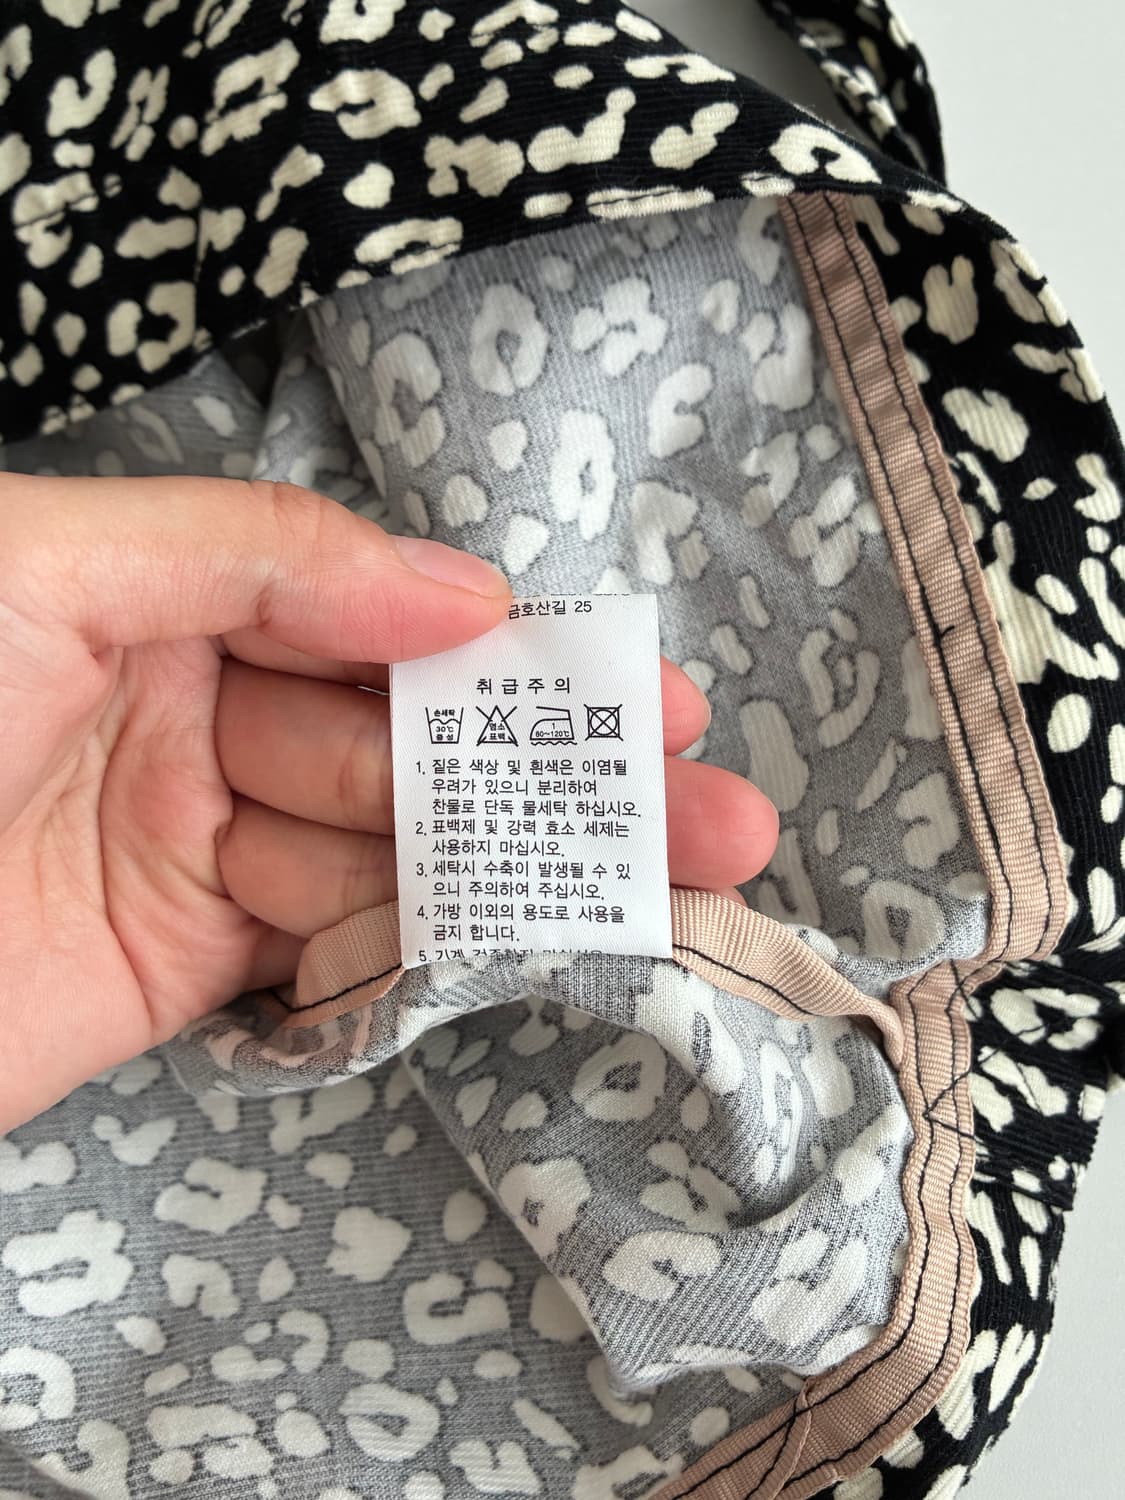 금호산길 25
취급주의
손세탁
30℃
중성
염소
표백
1
80~120℃
1. 짙은 색상 및 흰색은 이염될
우려가 있으니 분리하여
찬물로 단독 물세탁 하십시오.
2. 표백제 및 강력 효소 세제는
사용하지 마십시오.
3. 세탁시 수축이 발생될 수 있
으니 주의하여 주십시오.
4. 가방 이외의 용도로 사용을
금지 합니다.
5. 기계